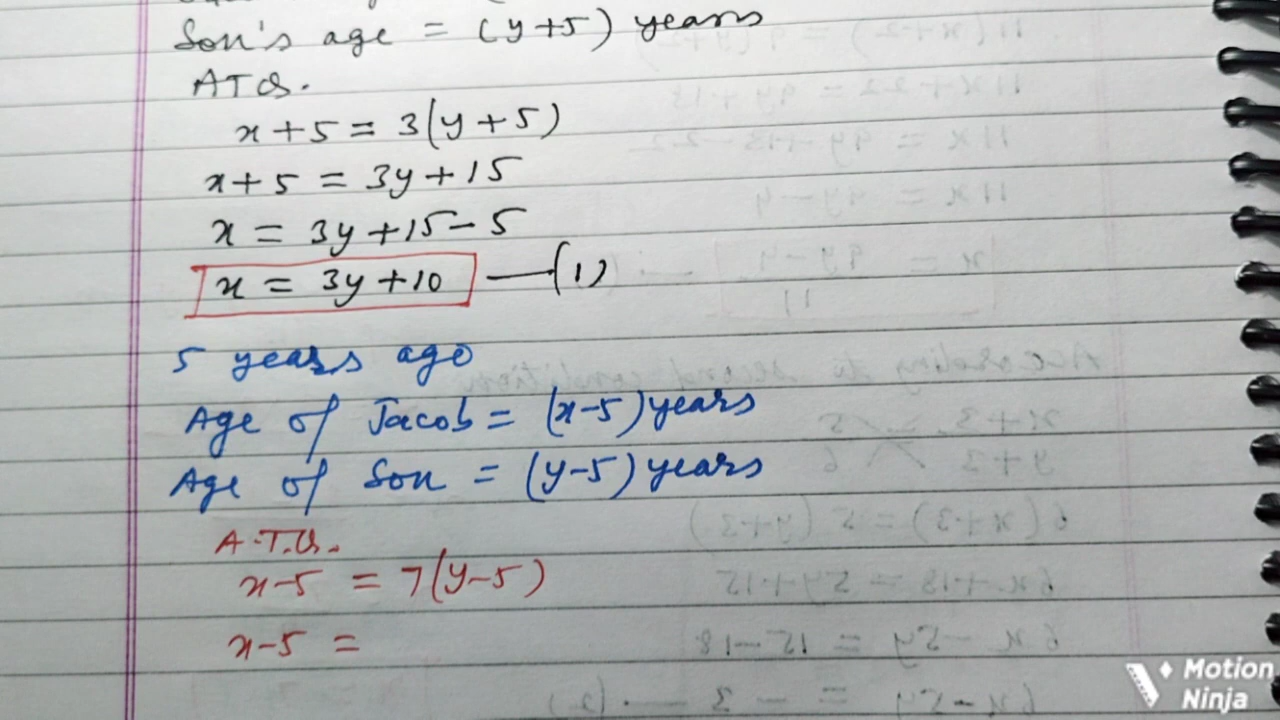 Son's age = (y+5) years
ATQ.
x+5 = 3(y+5)
x+5 = 3y+15
x = 3y+15-5
x = 3y+10 —(1)
5 years ago
Age of Jacob = (x-5) years
Age of Son = (y-5) years
A.T.Q.
x-5 = 7(y-5)
x-5 =
Motion
Ninja